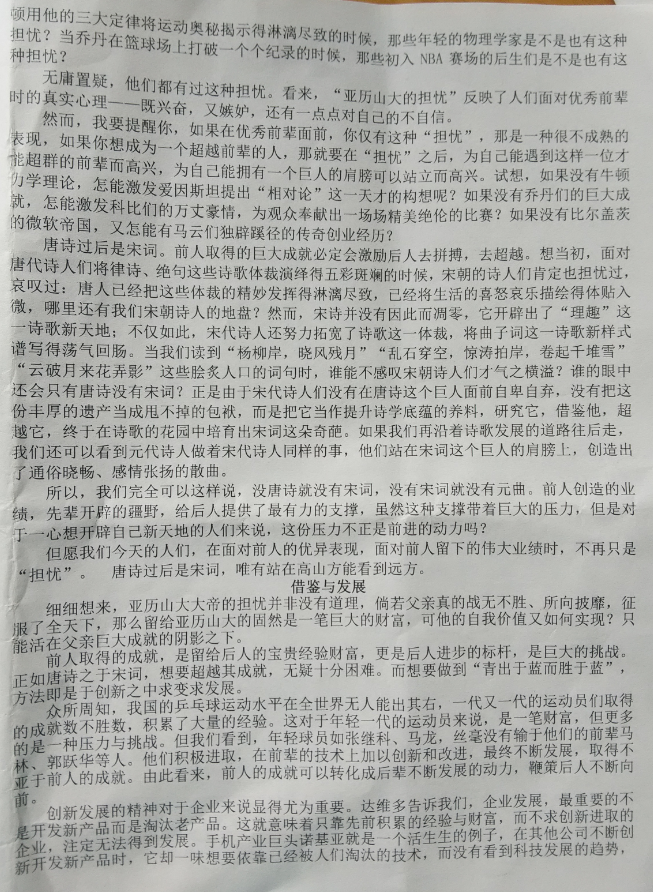 顿用他的三大定律将运动奥秘揭示得淋漓尽致的时候，那些年轻的物理学家是不是也有这种
担忧？当乔丹在篮球场上打破一个个纪录的时候，那些初入 NBA 赛场的后生们是不是也有这
种担忧？
无庸置疑，他们都有过这种担忧。看来，“亚历山大的担忧”反映了人们面对优秀前辈
时的真实心理——既兴奋，又嫉妒，还有一点点对自己的不自信。
然而，我要提醒你，如果在优秀前辈面前，你仅有这种“担忧”，那是一种很不成熟的
表现，如果你想成为一个超越前辈的人，那就要在“担忧”之后，为自己能遇到这样一位才
能超群的前辈而高兴，为自己能拥有一个巨人的肩膀可以站立而高兴。试想，如果没有牛顿
力学理论，怎能激发爱因斯坦提出“相对论”这一天才的构想呢？如果没有乔丹们的巨大成
就，怎能激发科比们的万丈豪情，为观众奉献出一场场精美绝伦的比赛？如果没有比尔盖茨
的微软帝国，又怎能有马云们独辟蹊径的传奇创业经历？
唐诗过后是宋词。前人取得的巨大成就必定会激励后人去拼搏，去超越。想当初，面对
唐代诗人们将律诗、绝句这些诗歌体裁演绎得五彩斑斓的时候，宋朝的诗人们肯定也担忧过，
哀叹过：唐人已经把这些体裁的精妙发挥得淋漓尽致，已经将生活的喜怒哀乐描绘得体贴入
微，哪里还有我们宋朝诗人的地盘？然而，宋诗并没有因此而凋零，它开辟出了“理趣”这
一诗歌新天地；不仅如此，宋代诗人还努力拓宽了诗歌这一体裁，将曲子词这一诗歌新样式
谱写得荡气回肠。当我们读到“杨柳岸，晓风残月”“乱石穿空，惊涛拍岸，卷起千堆雪”
“云破月来花弄影”这些脍炙人口的词句时，谁能不感叹宋朝诗人们才气之横溢？谁的眼中
还会只有唐诗没有宋词？正是由于宋代诗人们没有在唐诗这个巨人面前自卑自弃，没有把这
份丰厚的遗产当成甩不掉的包袱，而是把它当作提升诗学底蕴的养料，研究它，借鉴他，超
越它，终于在诗歌的花园中培育出宋词这朵奇葩。如果我们再沿着诗歌发展的道路往后走，
我们还可以看到元代诗人做着宋代诗人同样的事，他们站在宋词这个巨人的肩膀上，创造出
了通俗晓畅、感情张扬的散曲。
所以，我们完全可以这样说，没唐诗就没有宋词，没有宋词就没有元曲。前人创造的业
绩，先辈开辟的疆野，给后人提供了最有力的支撑，虽然这种支撑带着巨大的压力，但是对
于一心想开辟自己新天地的人们来说，这份压力不正是前进的动力吗？
但愿我们今天的人们，在面对前人的优异表现，面对前人留下的伟大业绩时，不再只是
“担忧”。 唐诗过后是宋词，唯有站在高山方能看到远方。
借鉴与发展
细细想来，亚历山大大帝的担忧并非没有道理，倘若父亲真的战无不胜、所向披靡，征
服了全天下，那么留给亚历山大的固然是一笔巨大的财富，可他的自我价值又如何实现？只
能活在父亲巨大成就的阴影之下。
前人取得的成就，是留给后人的宝贵经验财富，更是后人进步的标杆，是巨大的挑战。
正如唐诗之于宋词，想要超越其成就，无疑十分困难。而想要做到“青出于蓝而胜于蓝”，
方法即是于创新之中求变求发展。
众所周知，我国的乒乓球运动水平在全世界无人能出其右，一代又一代的运动员们取得
的成就数不胜数，积累了大量的经验。这对于年轻一代的运动员来说，是一笔财富，但更多
的是一种压力与挑战。但我们看到，年轻球员如张继科、马龙，丝毫没有输于他们的前辈马
林、郭跃华等人。他们积极进取，在前辈的技术上加以创新和改进，最终不断发展，取得不
亚于前人的成就。由此看来，前人的成就可以转化成后辈不断发展的动力，鞭策后人不断向
前。
创新发展的精神对于企业来说显得尤为重要。达维多告诉我们，企业发展，最重要的不
是开发新产品而是淘汰老产品。这就意味着只靠先前积累的经验与财富，而不求创新进取的
企业，注定无法得到发展。手机产业巨头诺基亚就是一个活生生的例子，在其他公司不断创
新开发新产品时，它却一味想要依靠已经被人们淘汰的技术，而没有看到科技发展的趋势，